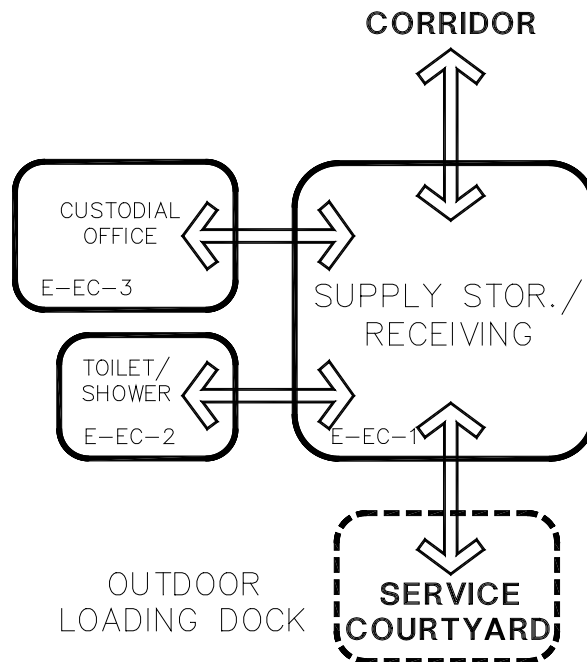 CORRIDOR
CUSTODIAL
OFFICE
E-EC-3
SUPPLY STOR./
RECEIVING
TOILET/
SHOWER
E-EC-2
E-EC-1
OUTDOOR
LOADING DOCK
SERVICE
COURTYARD